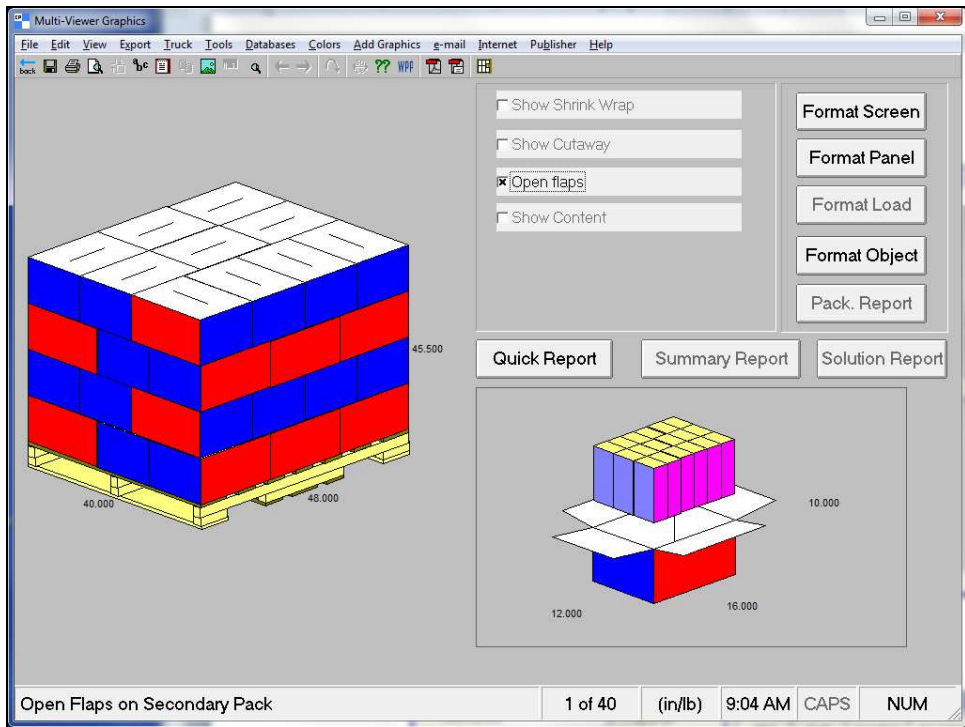 Multi-Viewer Graphics
File Edit View Export Truck Tools Databases Colors Add Graphics e-mail Internet Publisher Help
back abc ?? WPF
Show Shrink Wrap
Format Screen
Show Cutaway
Format Panel
Open flaps
Format Load
Show Content
Format Object
Pack. Report
45.500
Quick Report Summary Report Solution Report
40.000
48.000
10.000
12.000
16.000
Open Flaps on Secondary Pack 1 of 40 (in/lb) 9:04 AM CAPS NUM